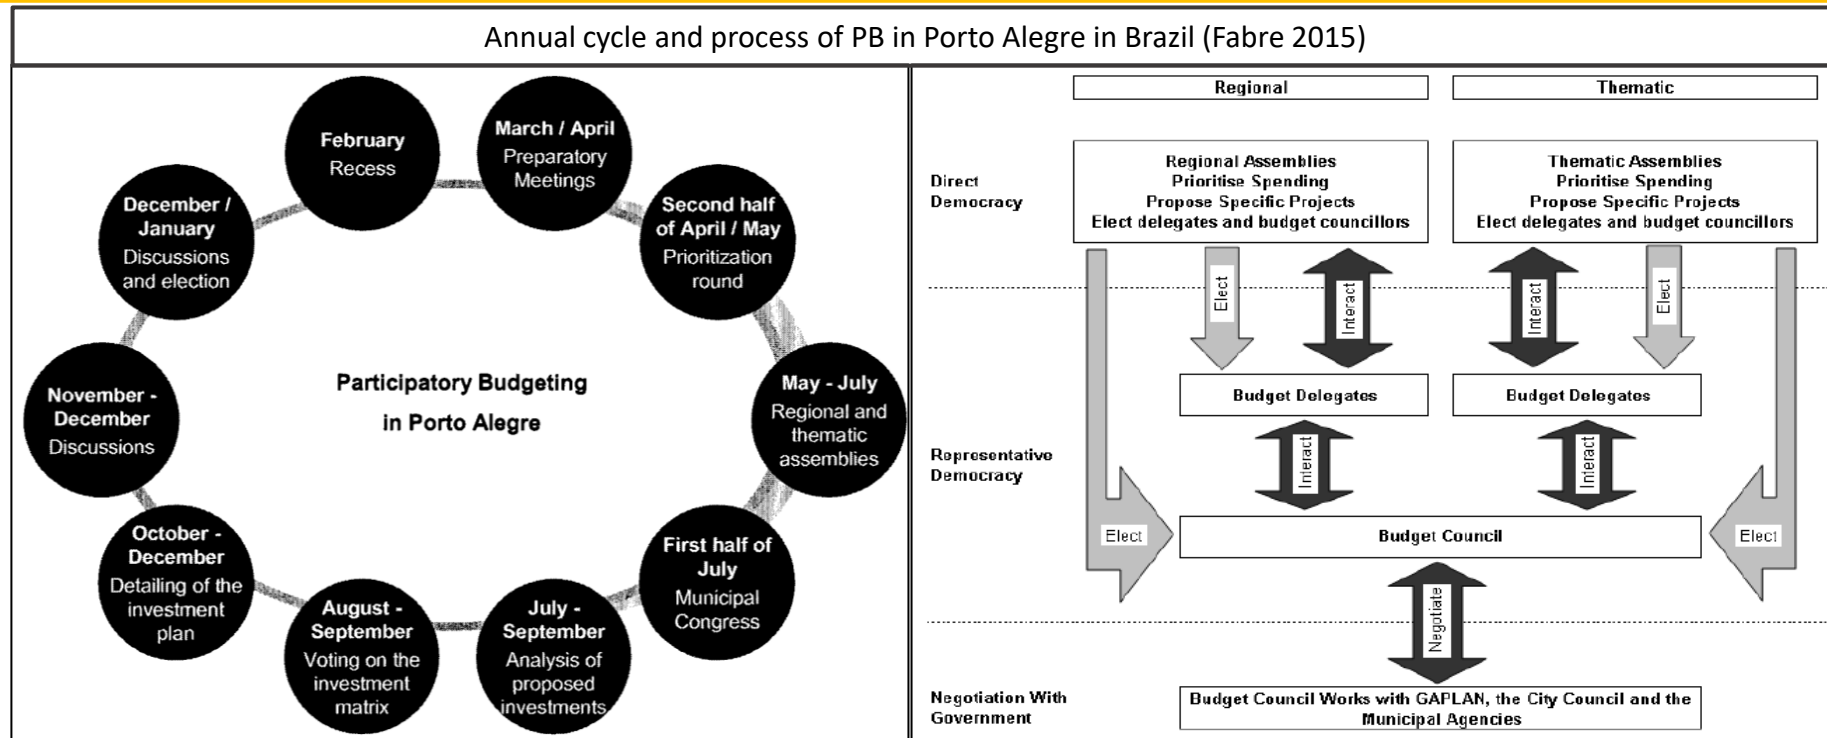 Annual cycle and process of PB in Porto Alegre in Brazil (Fabre 2015)
February
Recess
March / April
Preparatory
Meetings
Second half
of April / May
Prioritization
round
May - July
Regional and
thematic
assemblies
First half of
July
Municipal
Congress
July -
September
Analysis of
proposed
investments
August -
September
Voting on the
investment
matrix
October -
December
Detailing of the
investment
plan
November -
December
Discussions
December /
January
Discussions
and election
Participatory Budgeting
in Porto Alegre
Regional
Thematic
Direct
Democracy
Regional Assemblies
Prioritise Spending
Propose Specific Projects
Elect delegates and budget councillors
Thematic Assemblies
Prioritise Spending
Propose Specific Projects
Elect delegates and budget councillors
Elect
Interact
Interact
Elect
Representative
Democracy
Budget Delegates
Budget Delegates
Interact
Interact
Elect
Budget Council
Elect
Negotiate
Negotiation With
Government
Budget Council Works with GAPLAN, the City Council and the
Municipal Agencies